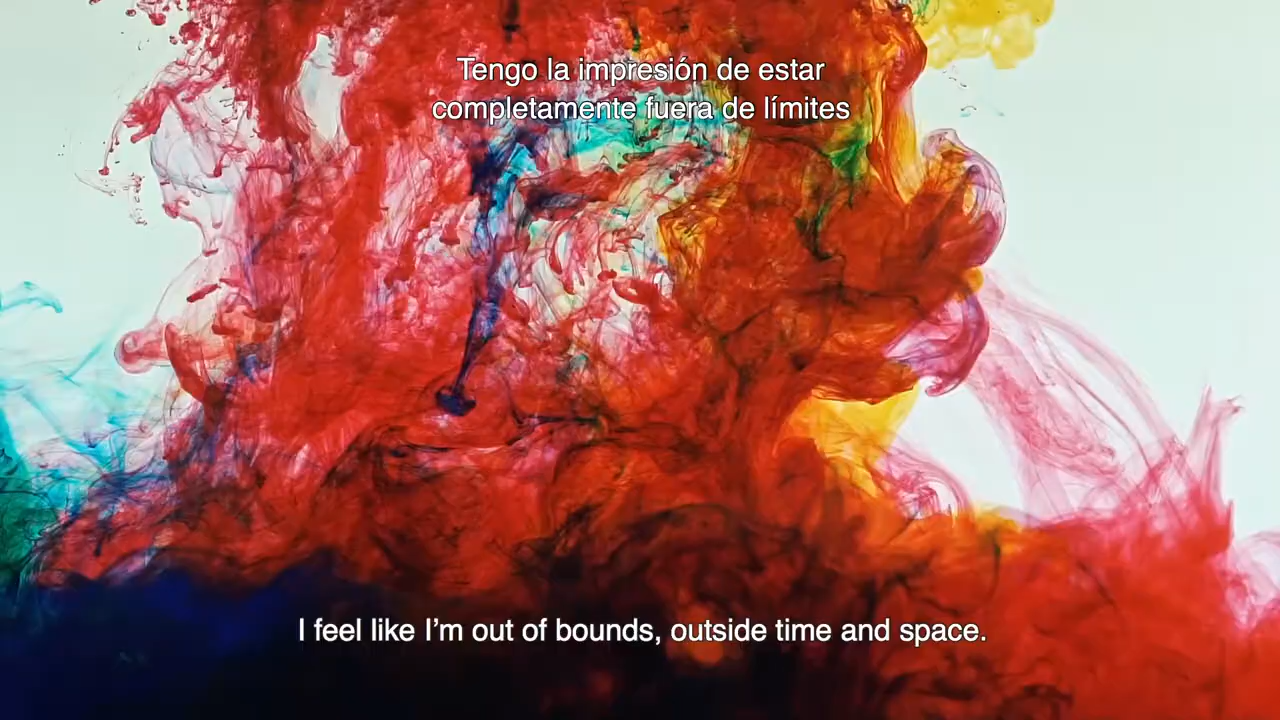 Tengo la impresión de estar
completamente fuera de límites
I feel like I'm out of bounds, outside time and space.